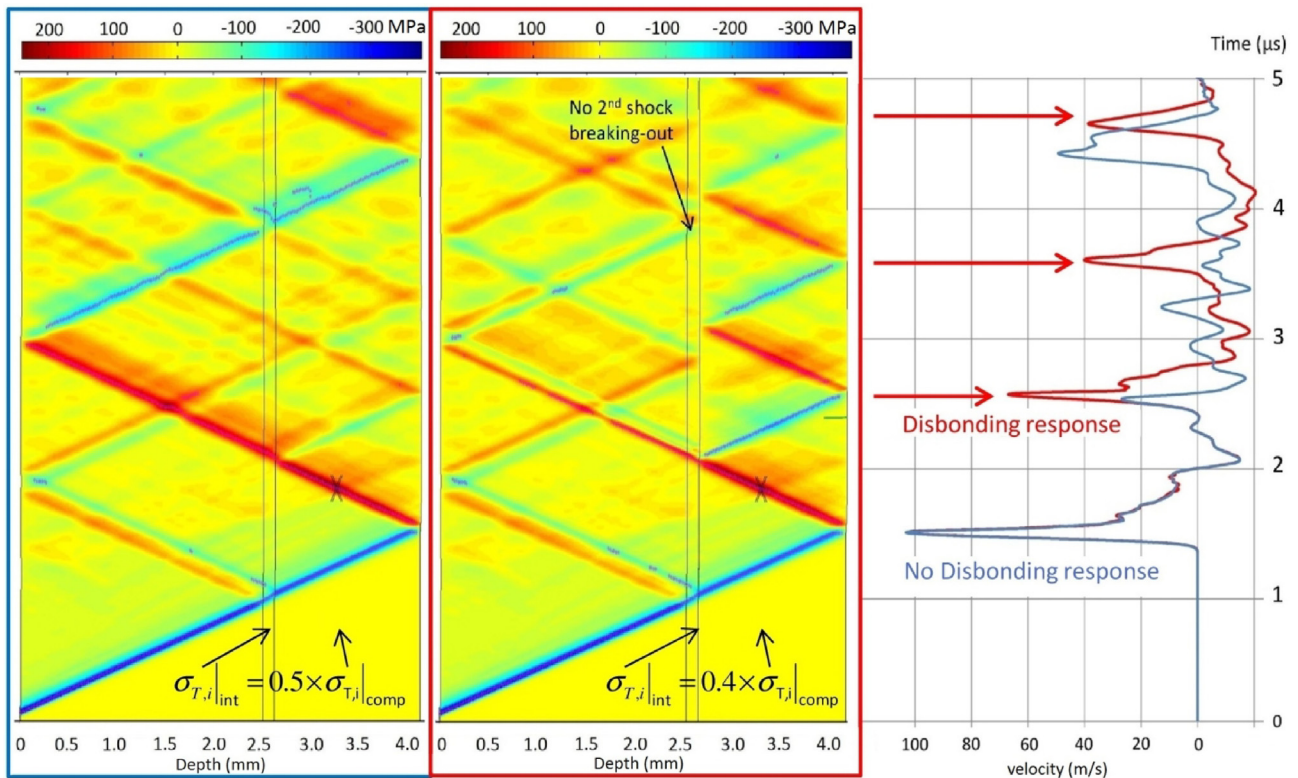 200 100 0 -100 -300 MPa
200 100 0 -100 -300 MPa
Time (µs)
5
No 2nd shock
breaking-out
4
3
Disbonding response
2
No Disbonding response
1
σT,i|int = 0.5×σT,i|comp
σT,i|int = 0.4×σT,i|comp
0
0 0.5 1.0 1.5 2.0 2.5 3.0 3.5 4.0
Depth (mm)
0 0.5 1.0 1.5 2.0 2.5 3.0 3.5 4.0
Depth (mm)
100 80 60 40 20 0
velocity (m/s)